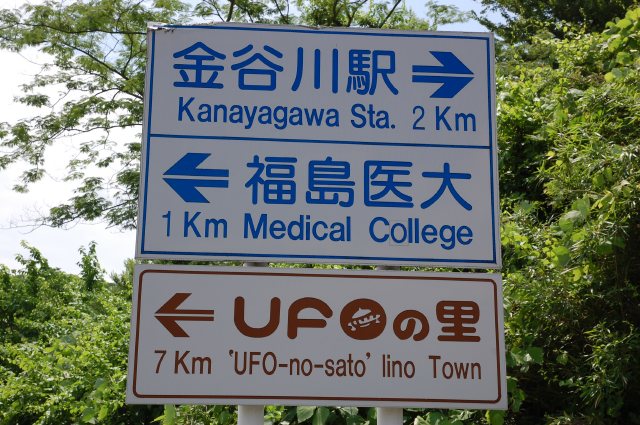 金谷川駅
Kanayagawa Sta. 2 Km
福島医大
1 Km Medical College
UFOの里
7 Km 'UFO-no-sato' Iino Town